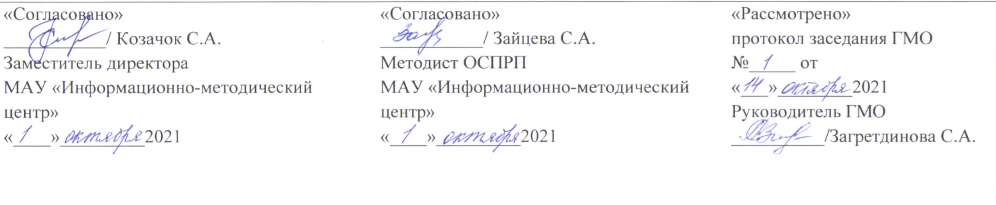 «Согласовано»
/ Козачок С.А.
Заместитель директора
МАУ «Информационно-методический
центр»
« 1 » октября 2021
«Согласовано»
/ Зайцева С.А.
Методист ОСПРП
МАУ «Информационно-методический
центр»
« 1 » октября 2021
«Рассмотрено»
протокол заседания ГМО
№ 1 от
« 14 » октября 2021
Руководитель ГМО
/Загретдинова С.А.